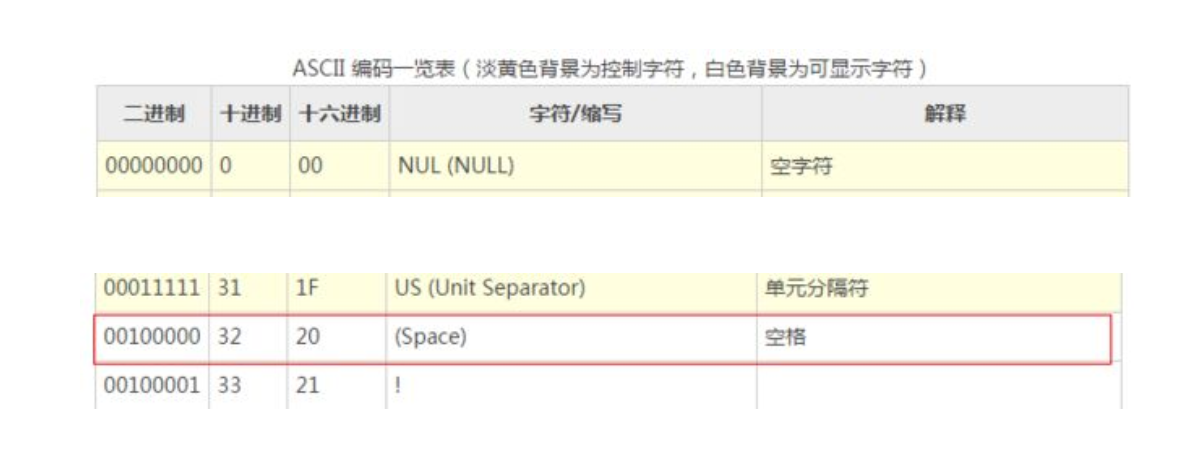 ASCII 编码一览表（淡黄色背景为控制字符，白色背景为可显示字符）
二进制 十进制 十六进制 字符/缩写 解释
00000000 0 00 NUL (NULL) 空字符
00011111 31 1F US (Unit Separator) 单元分隔符
00100000 32 20 (Space) 空格
00100001 33 21 !